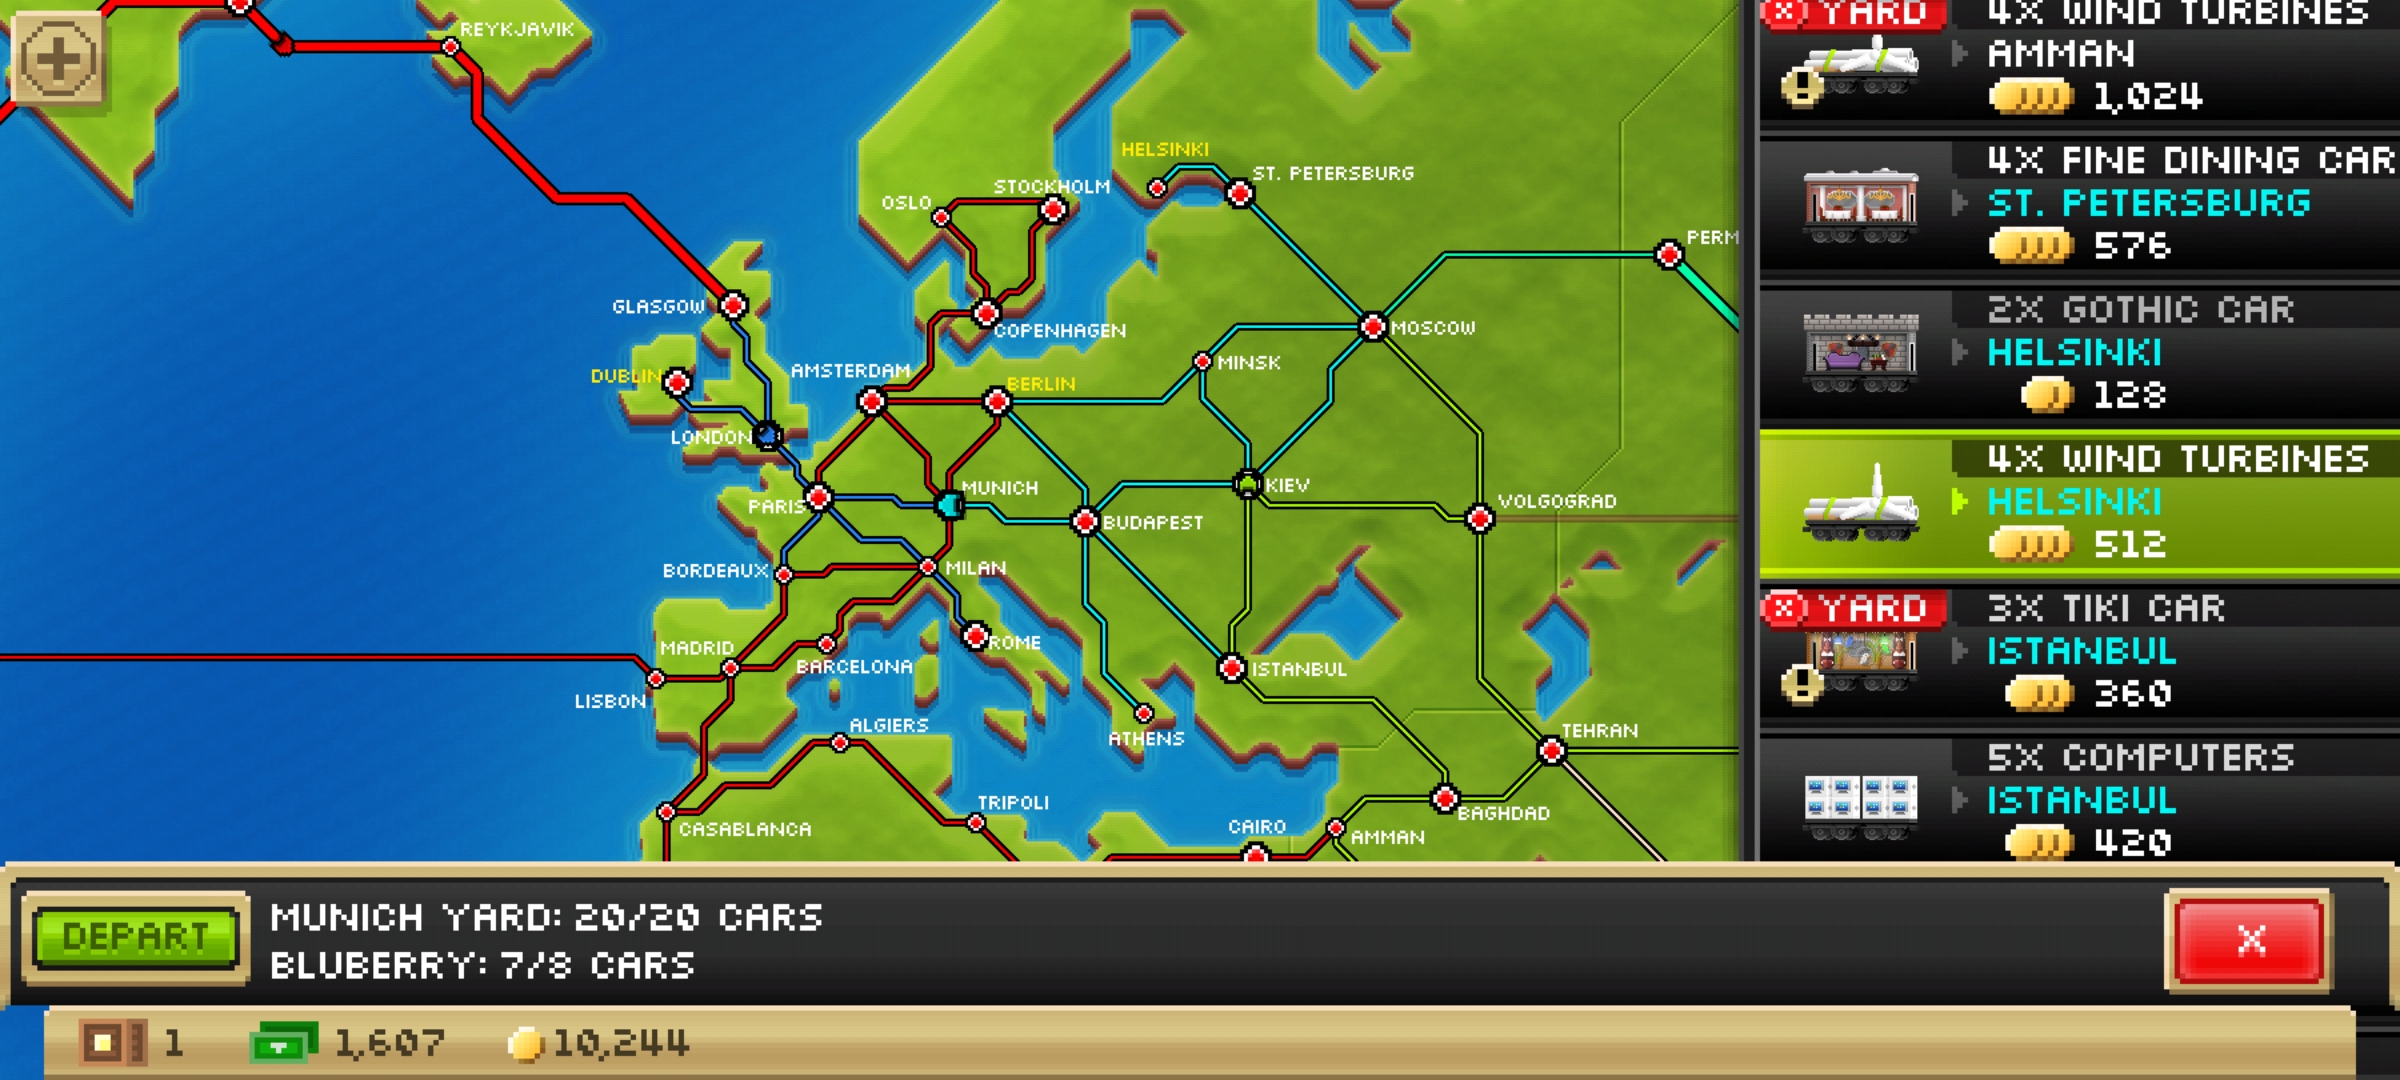 REYKJAVIK
HELSINKI
ST. PETERSBURG
STOCKHOLM
OSLO
PERM
GLASGOW
COPENHAGEN
MOSCOW
MINSK
AMSTERDAM
DUBLIN
BERLIN
LONDON
MUNICH
KIEV
PARIS
BUDAPEST
VOLGOGRAD
BORDEAUX
MILAN
ROME
MADRID
BARCELONA
ISTANBUL
LISBON
ALGIERS
ATHENS
TEHRAN
TRIPOLI
BAGHDAD
CASABLANCA
CAIRO
AMMAN
X YARD
4X WIND TURBINES
AMMAN
1,024
4X FINE DINING CAR
ST. PETERSBURG
576
2X GOTHIC CAR
HELSINKI
128
4X WIND TURBINES
HELSINKI
512
X YARD
3X TIKI CAR
ISTANBUL
360
5X COMPUTERS
ISTANBUL
420
DEPART
MUNICH YARD: 20/20 CARS
BLUBERRY: 7/8 CARS
X
1
1,607
10,244